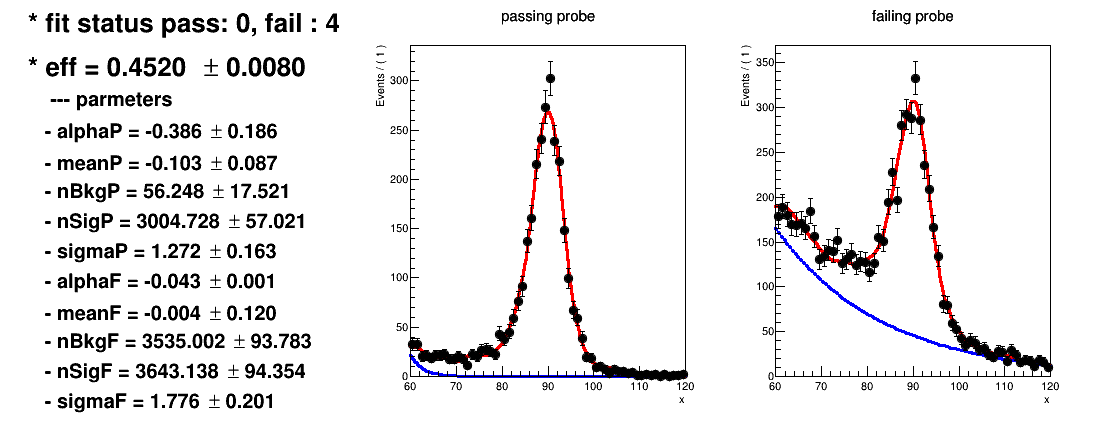 * fit status pass: 0, fail : 4
* eff = 0.4520 ± 0.0080
--- parmeters
- alphaP = -0.386 ± 0.186
- meanP = -0.103 ± 0.087
- nBkgP = 56.248 ± 17.521
- nSigP = 3004.728 ± 57.021
- sigmaP = 1.272 ± 0.163
- alphaF = -0.043 ± 0.001
- meanF = -0.004 ± 0.120
- nBkgF = 3535.002 ± 93.783
- nSigF = 3643.138 ± 94.354
- sigmaF = 1.776 ± 0.201
passing probe
Events / ( 1 )
300
250
200
150
100
50
0
60 70 80 90 100 110 120
x
failing probe
Events / ( 1 )
350
300
250
200
150
100
50
0
60 70 80 90 100 110 120
x